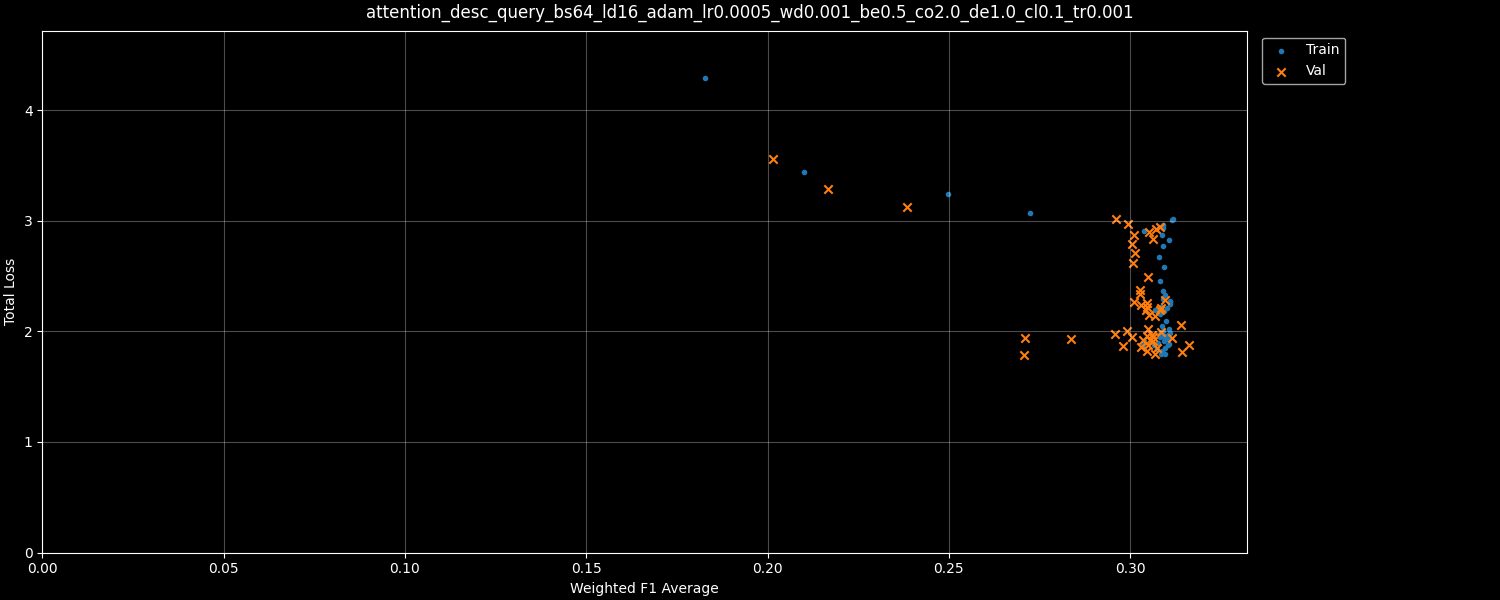 attention_desc_query_bs64_ld16_adam_lr0.0005_wd0.001_be0.5_co2.0_de1.0_cl0.1_tr0.001
Train
Val
Total Loss
4
3
2
1
0
0.00 0.05 0.10 0.15 0.20 0.25 0.30
Weighted F1 Average